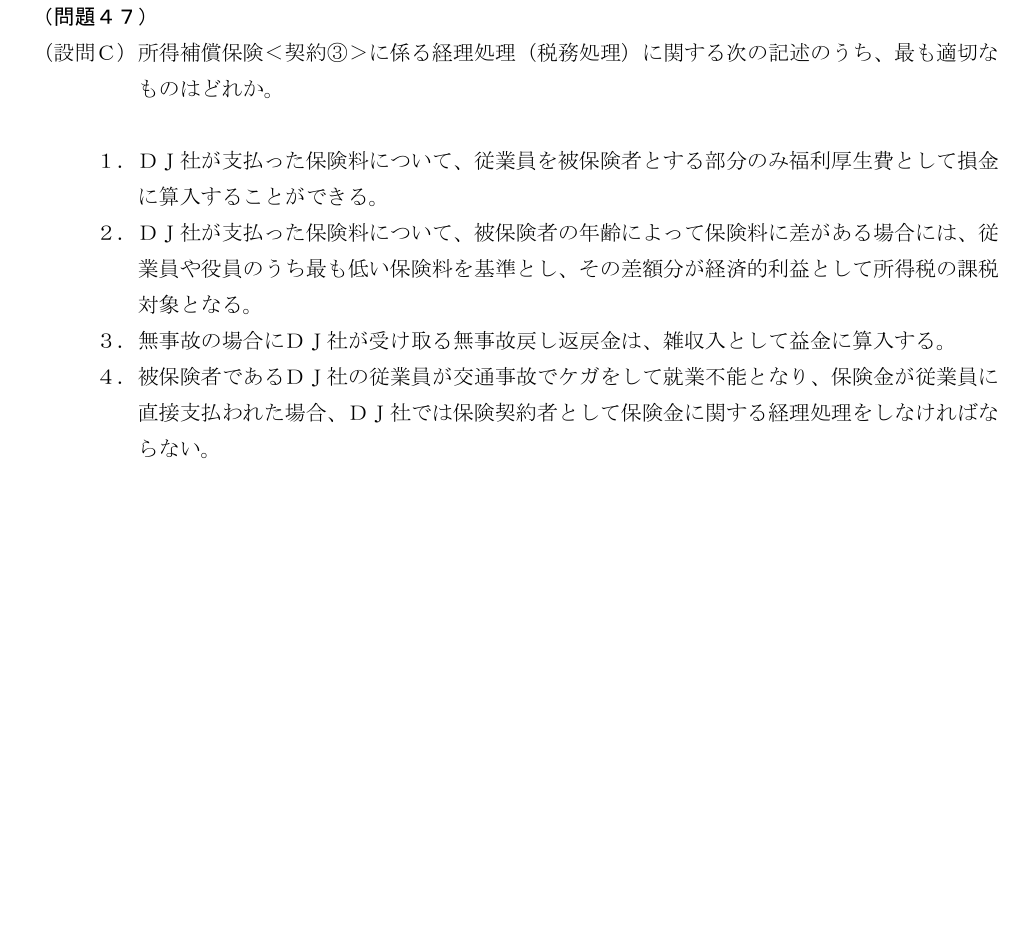 （問題４７）
（設問Ｃ）所得補償保険＜契約③＞に係る経理処理（税務処理）に関する次の記述のうち、最も適切な
ものはどれか。
１．ＤＪ社が支払った保険料について、従業員を被保険者とする部分のみ福利厚生費として損金
に算入することができる。
２．ＤＪ社が支払った保険料について、被保険者の年齢によって保険料に差がある場合には、従
業員や役員のうち最も低い保険料を基準とし、その差額分が経済的利益として所得税の課税
対象となる。
３．無事故の場合にＤＪ社が受け取る無事故戻し返戻金は、雑収入として益金に算入する。
４．被保険者であるＤＪ社の従業員が交通事故でケガをして就業不能となり、保険金が従業員に
直接支払われた場合、ＤＪ社では保険契約者として保険金に関する経理処理をしなければな
らない。